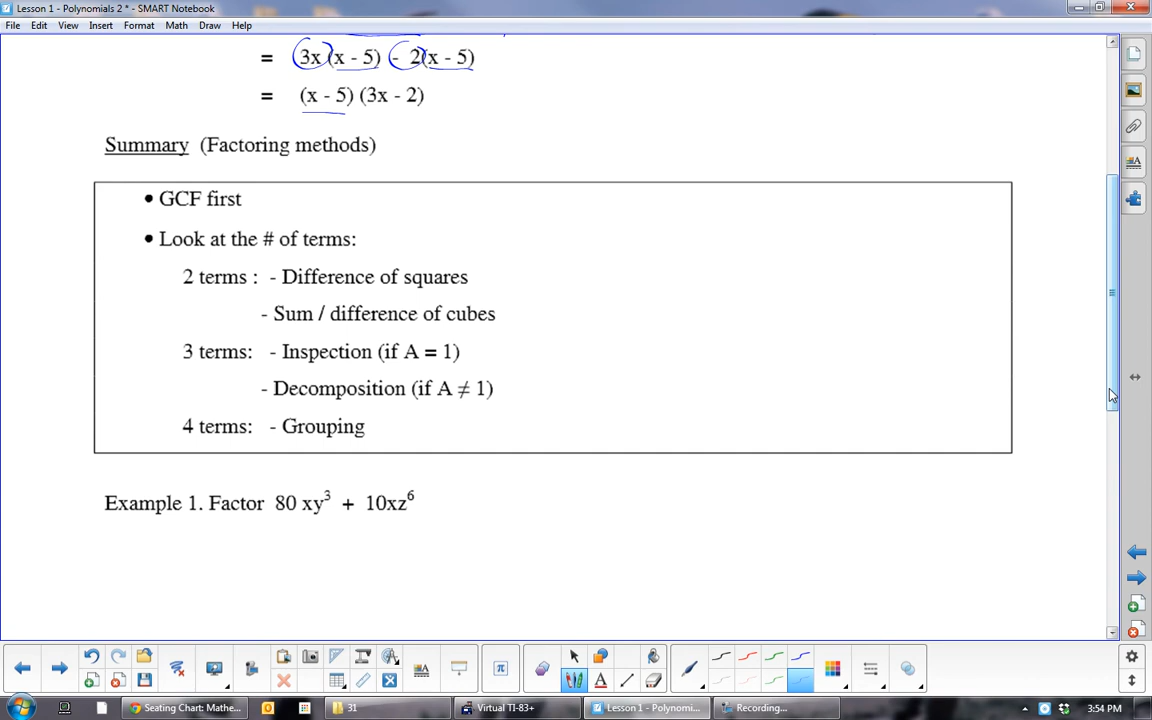 Lesson 1 - Polynomials 2 * - SMART Notebook
File Edit View Insert Format Math Draw Help
= 3x (x - 5) - 2(x - 5)
= (x - 5) (3x - 2)
Summary (Factoring methods)
• GCF first
• Look at the # of terms:
2 terms : - Difference of squares
- Sum / difference of cubes
3 terms: - Inspection (if A = 1)
- Decomposition (if A ≠ 1)
4 terms: - Grouping
Example 1. Factor 80 xy³ + 10xz⁶
Seating Chart: Mathe... 31 Virtual TI-83+ Lesson 1 - Polynomi... Recording... 3:54 PM